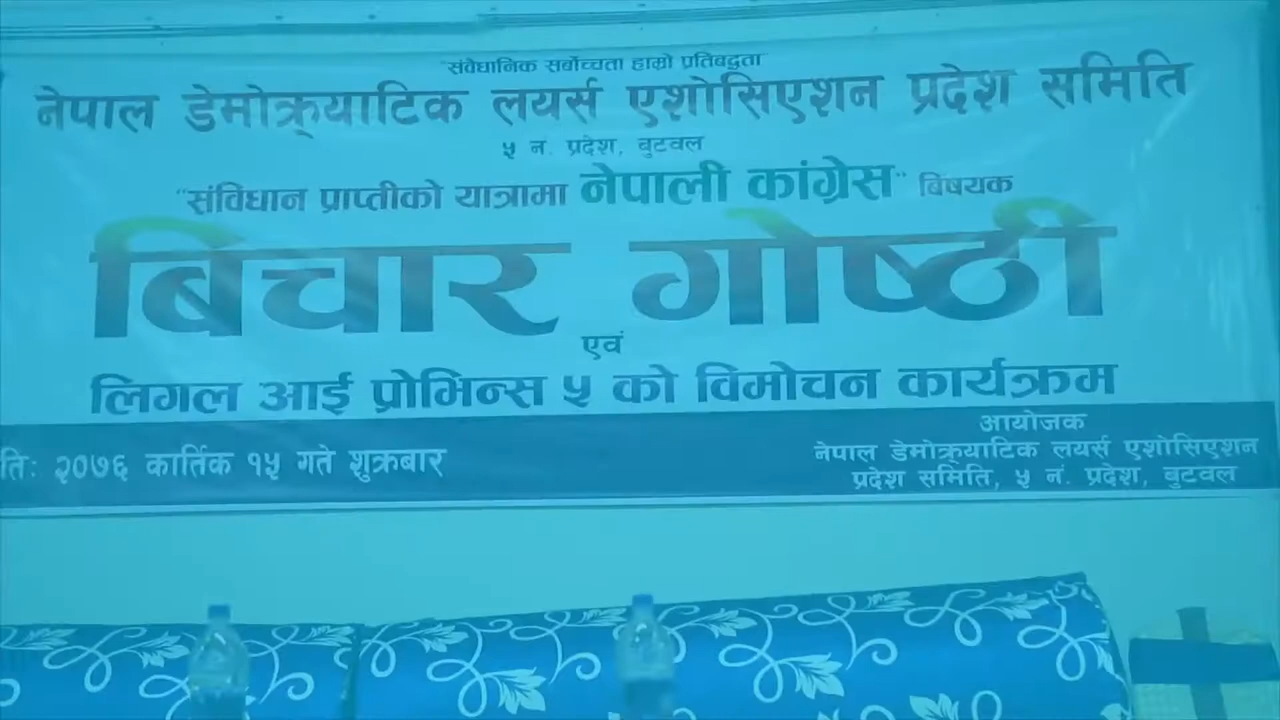 "संवैधानिक सर्बोच्चता हाम्रो प्रतिबद्धता"
नेपाल डेमोक्र्याटिक लयर्स एशोसिएशन प्रदेश समिति
५ नं. प्रदेश, बुटवल
"संविधान प्राप्तीको यात्रामा नेपाली कांग्रेस" बिषयक
बिचार गोष्ठी
एवं
लिगल आई प्रोभिन्स ५ को विमोचन कार्यक्रम
ति: २०७६ कार्तिक १५ गते शुक्रबार
आयोजक
नेपाल डेमोक्र्याटिक लयर्स एशोसिएशन
प्रदेश समिति, ५ नं. प्रदेश, बुटवल